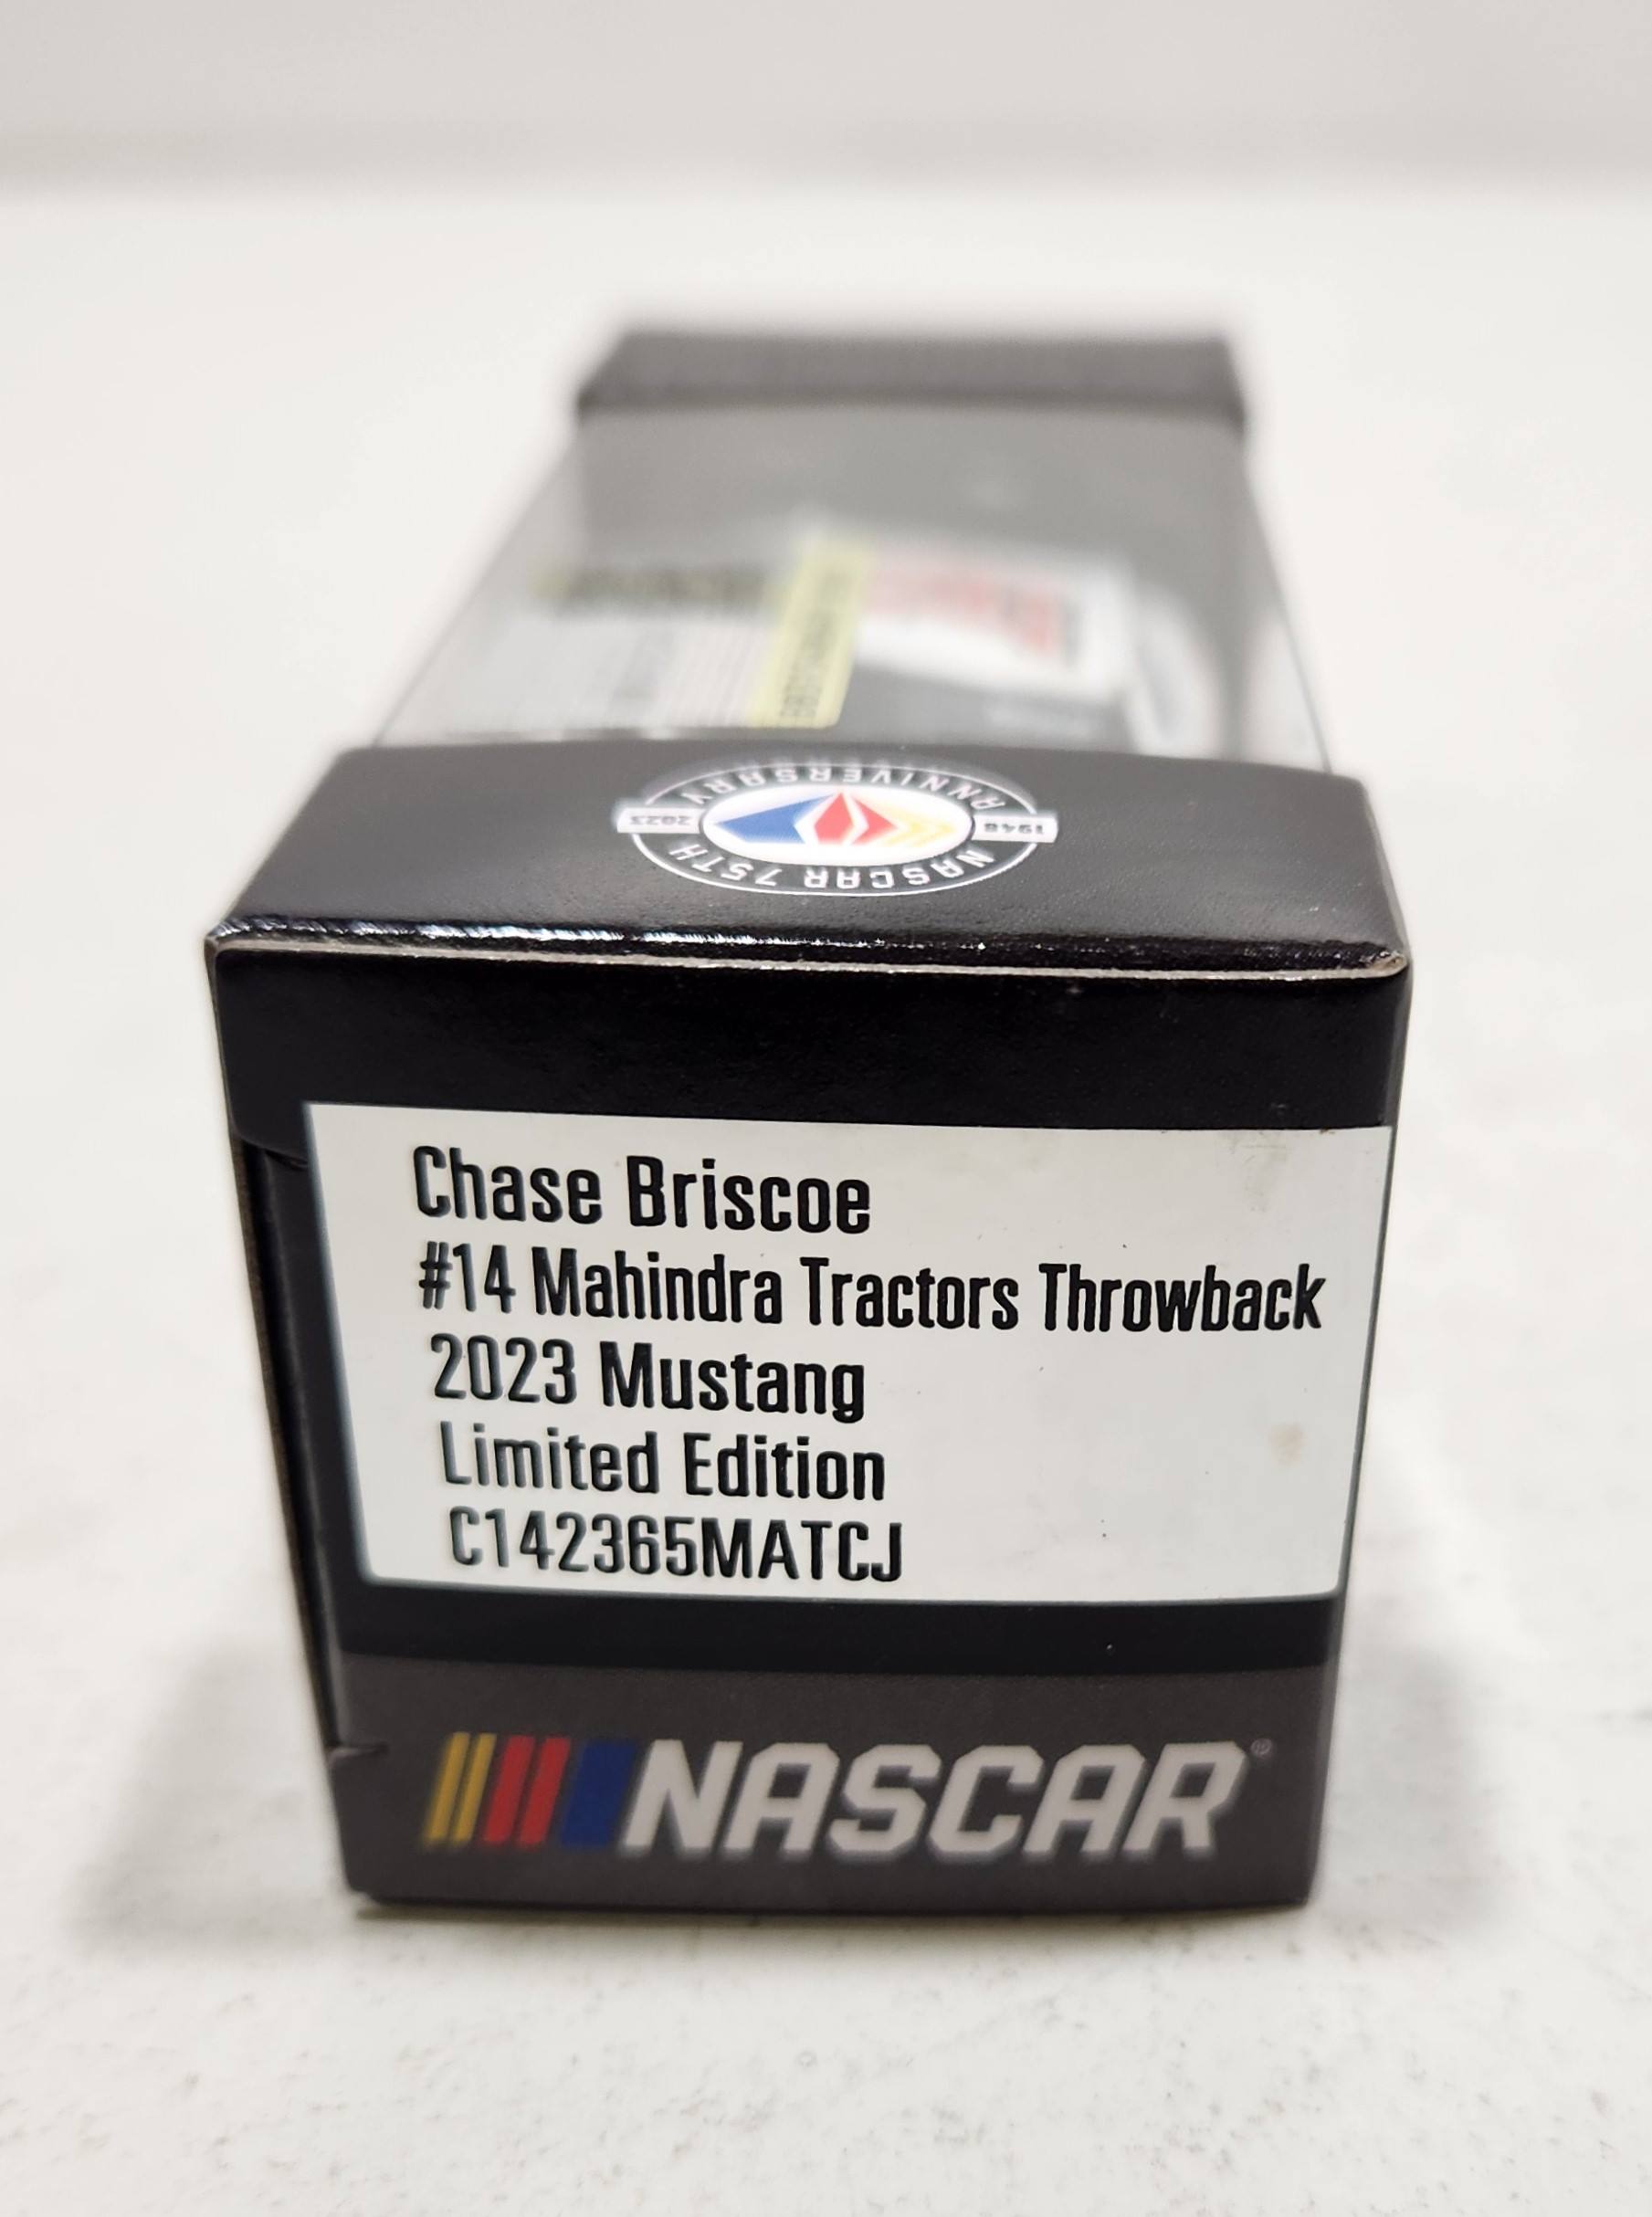 NASCAR 75TH
ANNIVERSARY
1948
2023
Chase Briscoe
#14 Mahindra Tractors Throwback
2023 Mustang
Limited Edition
C142365MATCJ
NASCAR®